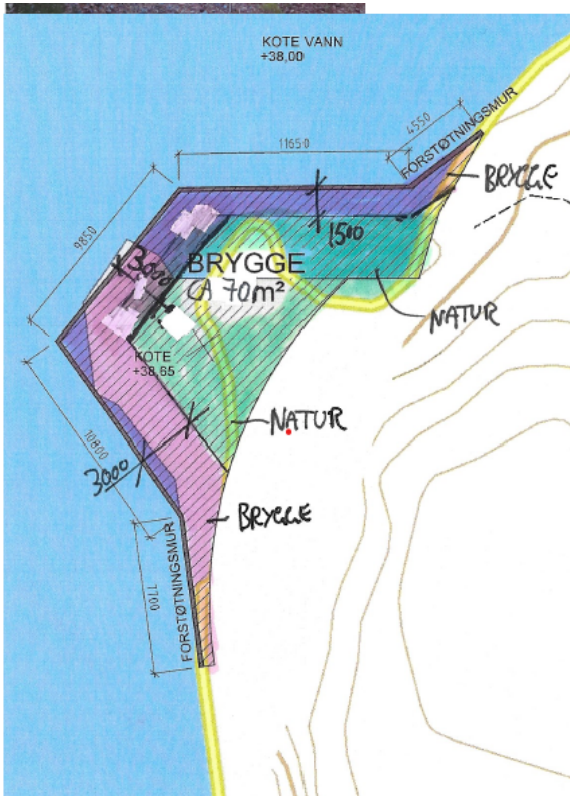 KOTE VANN
+38,00
4550
FORSTØTNINGSMUR
11650
BRYGGE
1500
9850
3000
BRYGGE
CA 70m²
NATUR
KOTE
+38,65
NATUR
10800
3000
BRYGGE
FORSTØTNINGSMUR
7700